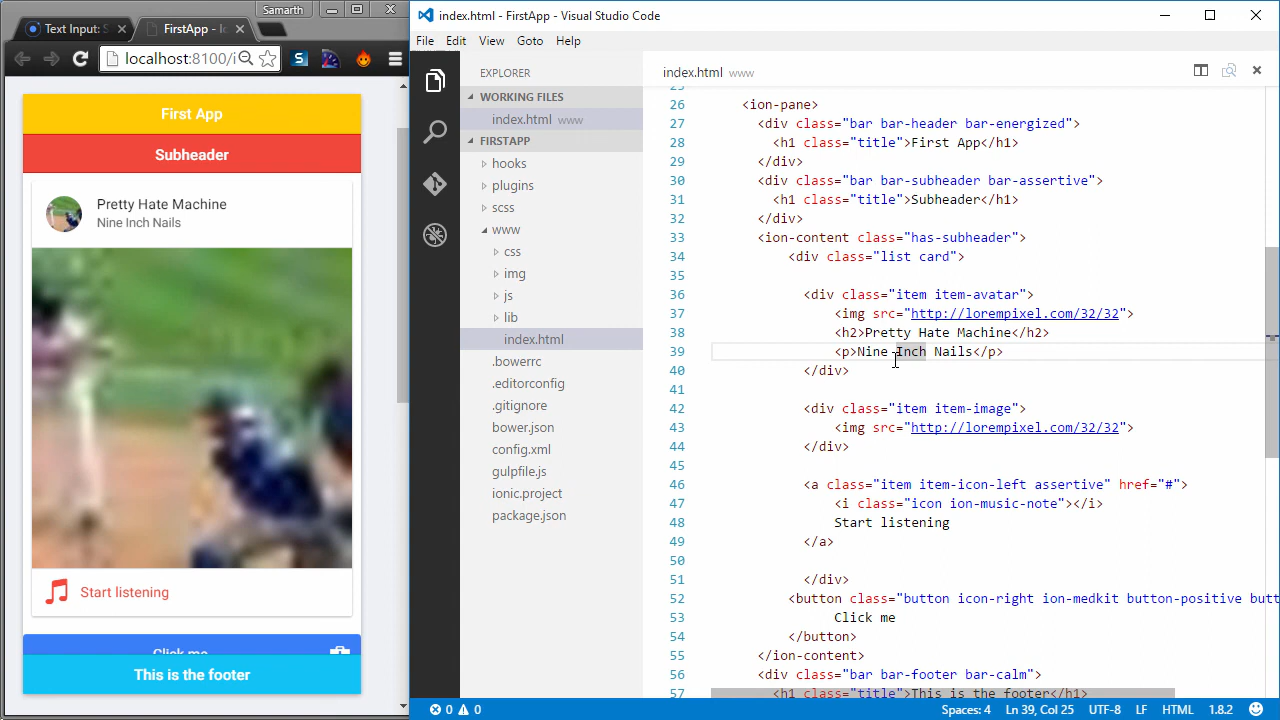 Samarth
Text Input: S
FirstApp - Io
localhost:8100/i
First App
Subheader
Pretty Hate Machine
Nine Inch Nails
Start listening
Click me
This is the footer
index.html - FirstApp - Visual Studio Code
File Edit View Goto Help
EXPLORER
WORKING FILES
index.html www
FIRSTAPP
hooks
plugins
scss
www
css
img
js
lib
index.html
.bowerrc
.editorconfig
.gitignore
bower.json
config.xml
gulpfile.js
ionic.project
package.json
index.html www
25
26 <ion-pane>
27 <div class="bar bar-header bar-energized">
28 <h1 class="title">First App</h1>
29 </div>
30 <div class="bar bar-subheader bar-assertive">
31 <h1 class="title">Subheader</h1>
32 </div>
33 <ion-content class="has-subheader">
34 <div class="list card">
35
36 <div class="item item-avatar">
37 <img src="http://lorempixel.com/32/32">
38 <h2>Pretty Hate Machine</h2>
39 <p>Nine Inch Nails</p>
40 </div>
41
42 <div class="item item-image">
43 <img src="http://lorempixel.com/32/32">
44 </div>
45
46 <a class="item item-icon-left assertive" href="#">
47 <i class="icon ion-music-note"></i>
48 Start listening
49 </a>
50
51 </div>
52 <button class="button icon-right ion-medkit button-positive butt
53 Click me
54 </button>
55 </ion-content>
56 <div class="bar bar-footer bar-calm">
57 <h1 class="title">This is the footer</h1>
0 0 Spaces: 4 Ln 39, Col 25 UTF-8 LF HTML 1.8.2